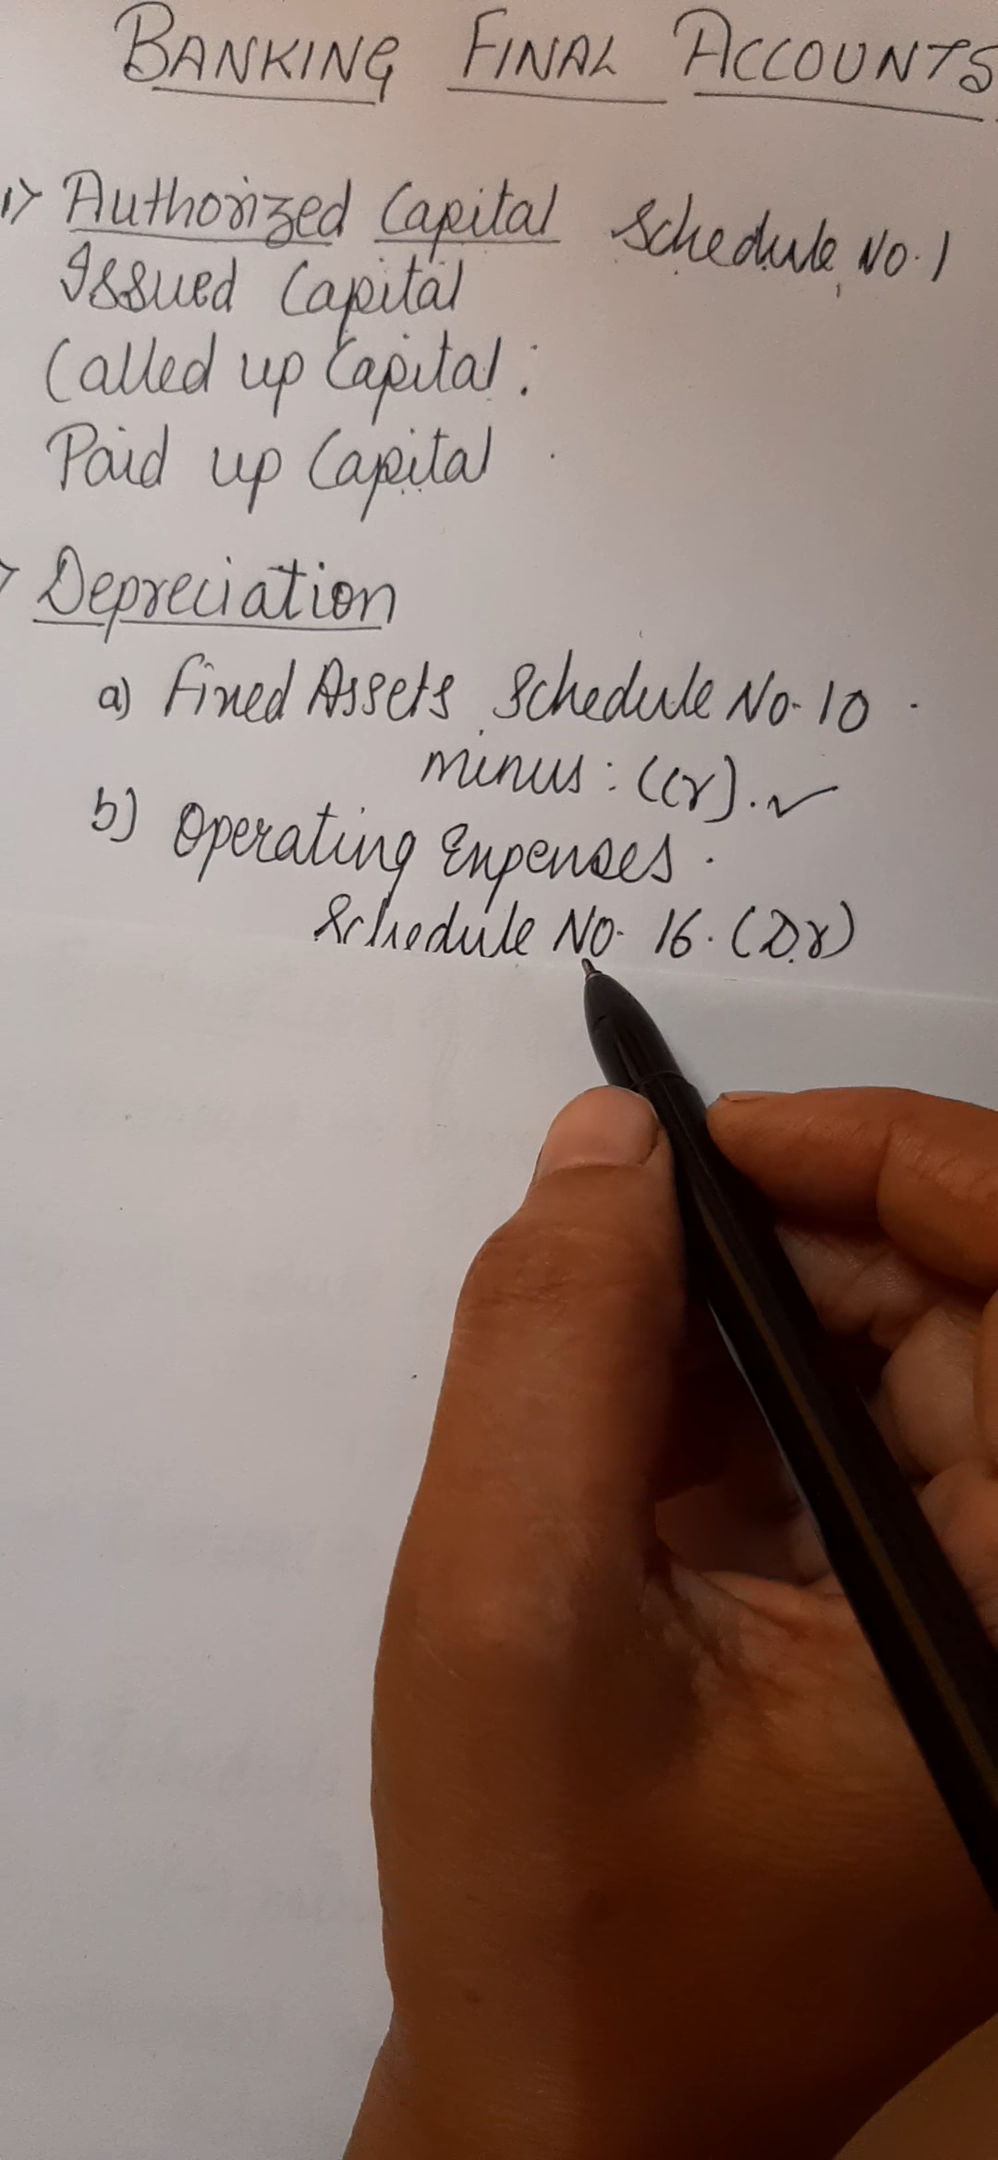 BANKING FINAL ACCOUNTS
1> Authorized Capital Schedule No. 1
Issued Capital
Called up Capital :
Paid up Capital
Depreciation
a) Fixed Assets Schedule No. 10
minus : (Cr). ✓
b) Operating Expenses.
Schedule No. 16. (Dr)